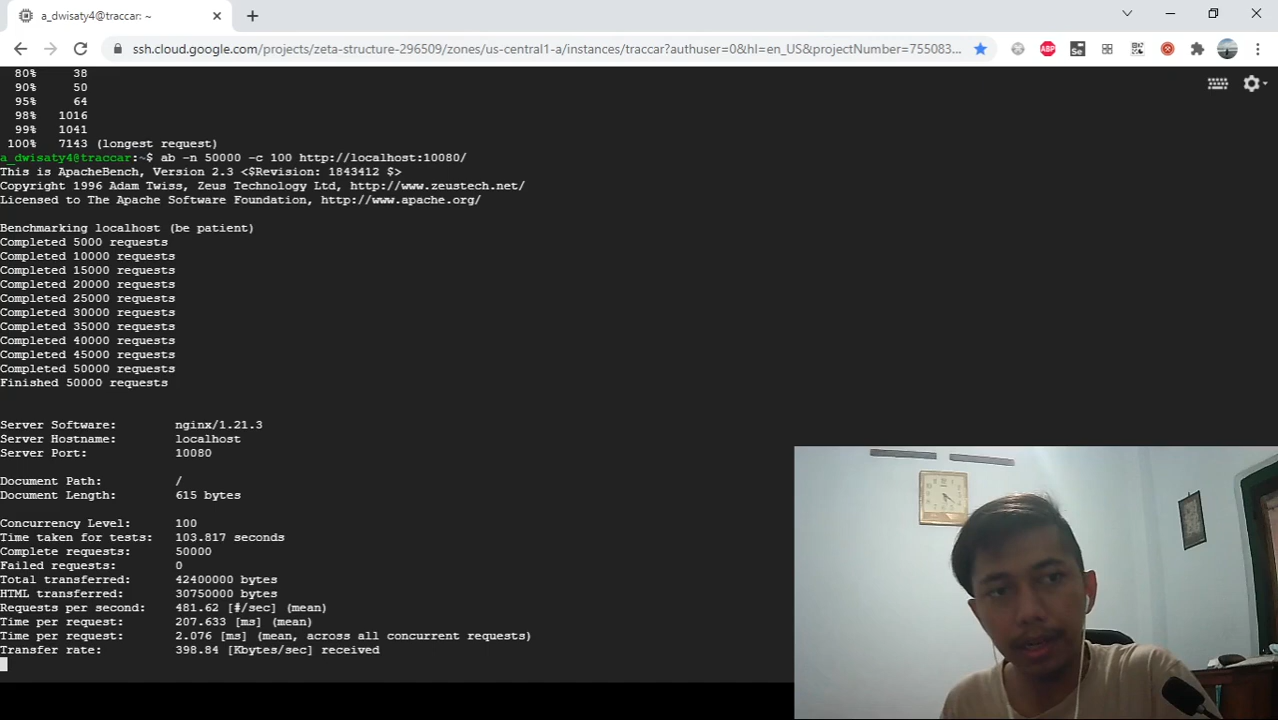 a_dwisaty4@traccar: ~
ssh.cloud.google.com/projects/zeta-structure-296509/zones/us-central1-a/instances/traccar?authuser=0&hl=en_US&projectNumber=755083...
ABP
Se
80% 38
90% 50
95% 64
98% 1016
99% 1041
100% 7143 (longest request)
a_dwisaty4@traccar:~$ ab -n 50000 -c 100 http://localhost:10080/
This is ApacheBench, Version 2.3 <$Revision: 1843412 $>
Copyright 1996 Adam Twiss, Zeus Technology Ltd, http://www.zeustech.net/
Licensed to The Apache Software Foundation, http://www.apache.org/
Benchmarking localhost (be patient)
Completed 5000 requests
Completed 10000 requests
Completed 15000 requests
Completed 20000 requests
Completed 25000 requests
Completed 30000 requests
Completed 35000 requests
Completed 40000 requests
Completed 45000 requests
Completed 50000 requests
Finished 50000 requests
Server Software: nginx/1.21.3
Server Hostname: localhost
Server Port: 10080
Document Path: /
Document Length: 615 bytes
Concurrency Level: 100
Time taken for tests: 103.817 seconds
Complete requests: 50000
Failed requests: 0
Total transferred: 42400000 bytes
HTML transferred: 30750000 bytes
Requests per second: 481.62 [#/sec] (mean)
Time per request: 207.633 [ms] (mean)
Time per request: 2.076 [ms] (mean, across all concurrent requests)
Transfer rate: 398.84 [Kbytes/sec] received